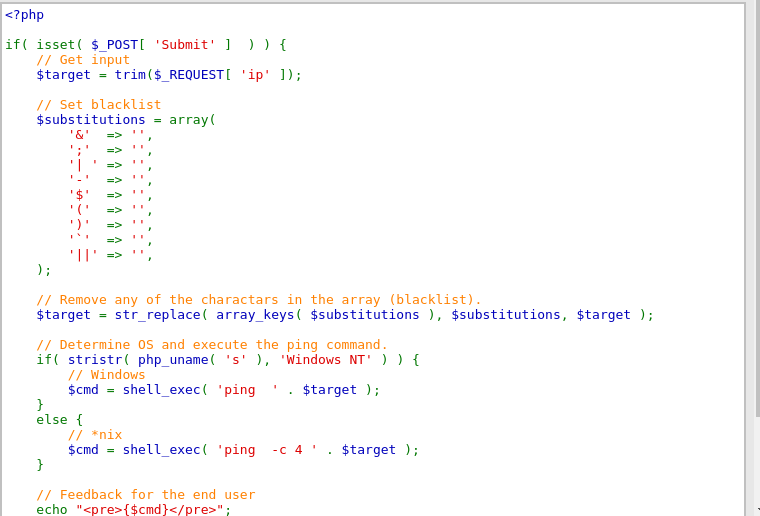 <?php
if( isset( $_POST[ 'Submit' ]  ) ) {
    // Get input
    $target = trim($_REQUEST[ 'ip' ]);
    // Set blacklist
    $substitutions = array(
        '&'  => '',
        ';'  => '',
        '| ' => '',
        '-'  => '',
        '$'  => '',
        '('  => '',
        ')'  => '',
        '`'  => '',
        '||' => '',
    );
    // Remove any of the charactars in the array (blacklist).
    $target = str_replace( array_keys( $substitutions ), $substitutions, $target );
    // Determine OS and execute the ping command.
    if( stristr( php_uname( 's' ), 'Windows NT' ) ) {
        // Windows
        $cmd = shell_exec( 'ping  ' . $target );
    }
    else {
        // *nix
        $cmd = shell_exec( 'ping  -c 4 ' . $target );
    }
    // Feedback for the end user
    echo "<pre>{$cmd}</pre>";